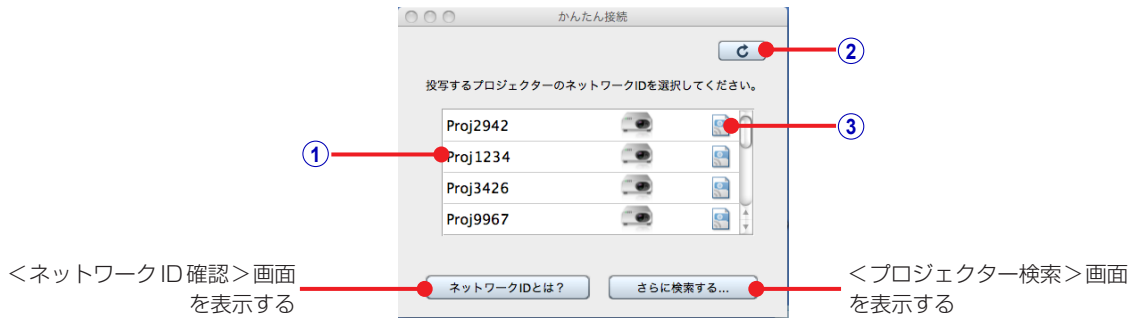 かんたん接続
②
投写するプロジェクターのネットワークIDを選択してください。
Proj2942
③
①
Proj1234
Proj3426
Proj9967
＜ネットワークID確認＞画面
を表示する
ネットワークIDとは？
さらに検索する...
＜プロジェクター検索＞画面
を表示する